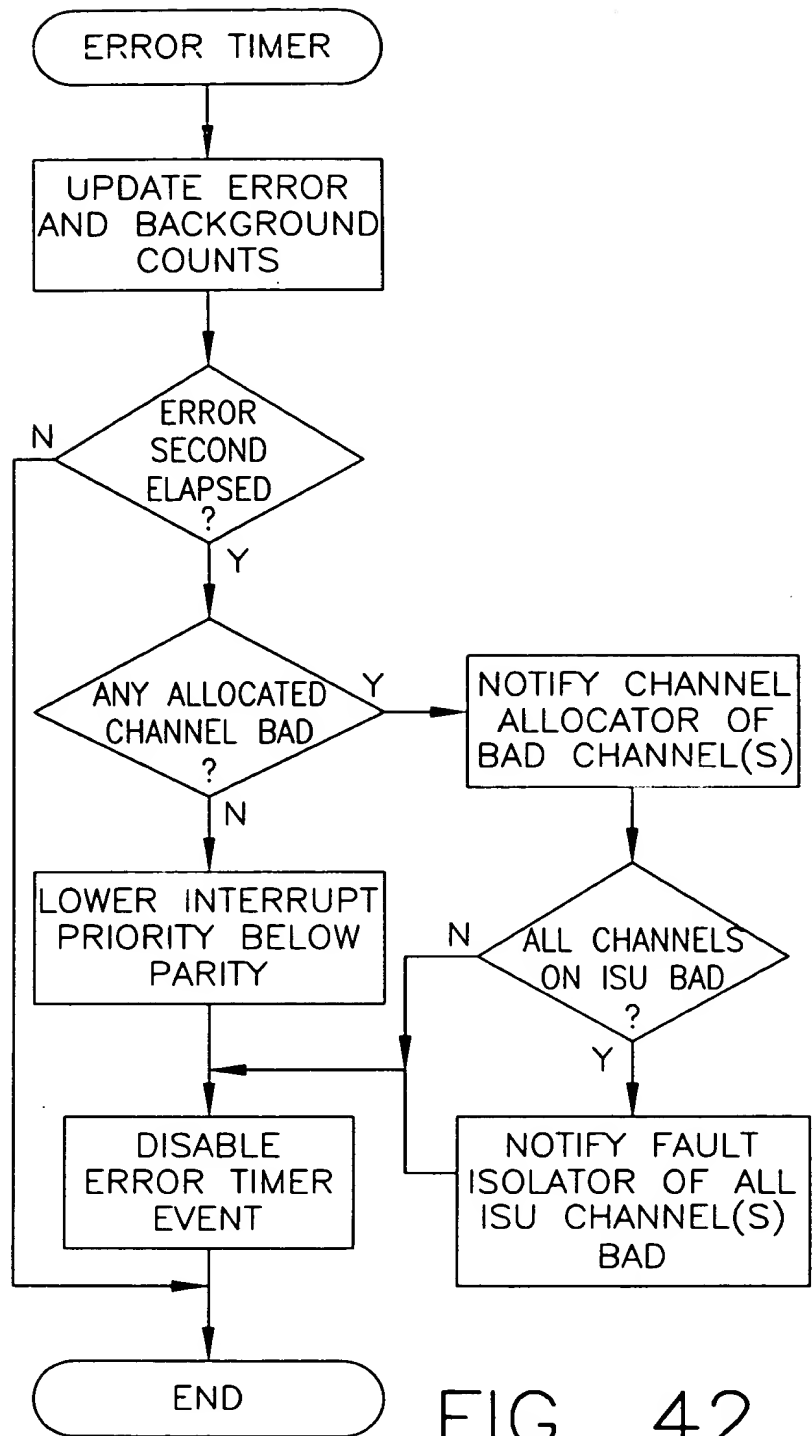 ERROR TIMER
UPDATE ERROR
AND BACKGROUND
COUNTS
ERROR
SECOND
ELAPSED
?
N
Y
ANY ALLOCATED
CHANNEL BAD
?
Y
N
NOTIFY CHANNEL
ALLOCATOR OF
BAD CHANNEL(S)
LOWER INTERRUPT
PRIORITY BELOW
PARITY
ALL CHANNELS
ON ISU BAD
?
N
Y
DISABLE
ERROR TIMER
EVENT
NOTIFY FAULT
ISOLATOR OF ALL
ISU CHANNEL(S)
BAD
END
FIG. 42